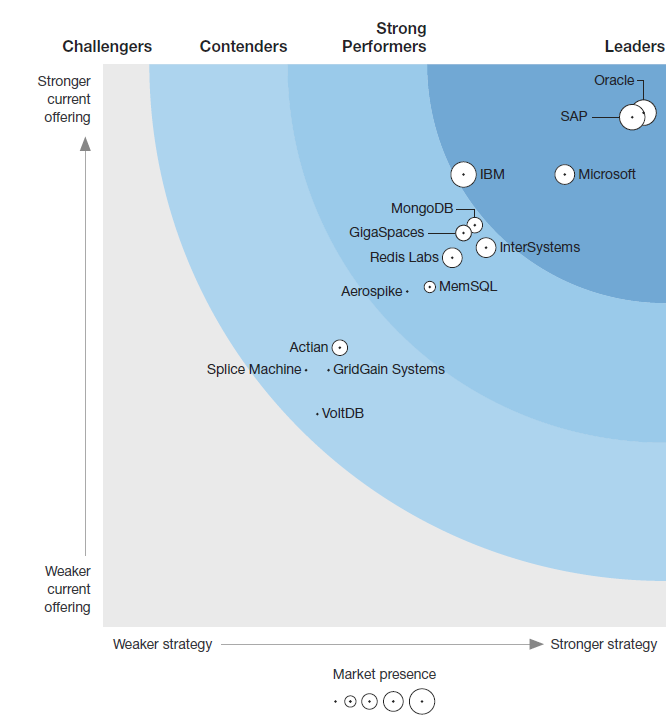 Challengers
Contenders
Strong
Performers
Leaders
Stronger
current
offering
Oracle
SAP
IBM
Microsoft
MongoDB
GigaSpaces
InterSystems
Redis Labs
Aerospike
MemSQL
Actian
Splice Machine
GridGain Systems
VoltDB
Weaker
current
offering
Weaker strategy
Stronger strategy
Market presence